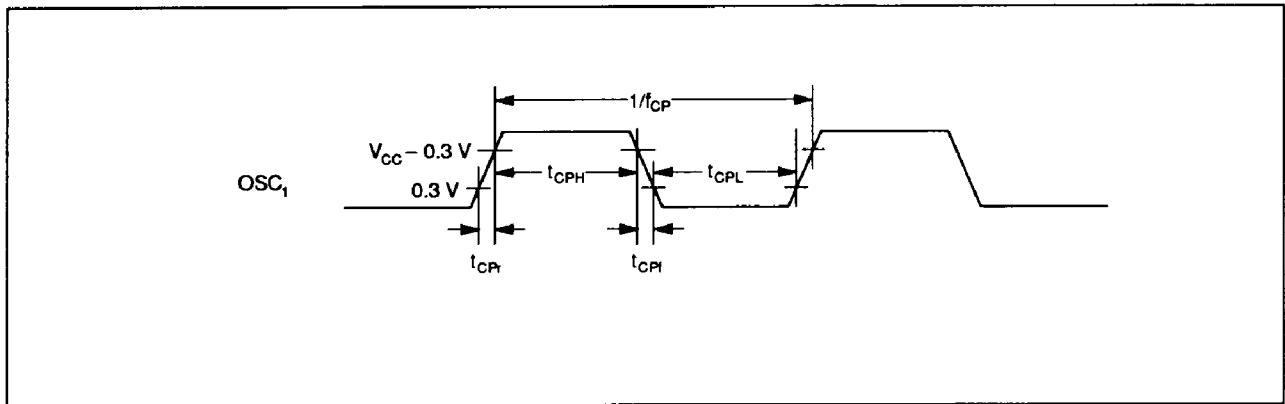 1/fCP
VCC – 0.3 V
tCPH
tCPL
OSC1
0.3 V
tCPr
tCPf